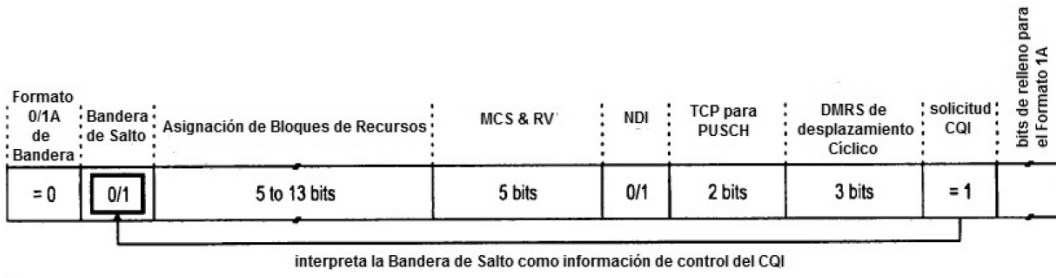 Formato
0/1A
de
Bandera
Bandera
de Salto
Asignación de Bloques de Recursos
MCS & RV
NDI
TCP para
PUSCH
DMRS de
desplazamiento
Cíclico
solicitud
CQI
bits de relleno para
el Formato 1A
= 0
0/1
5 to 13 bits
5 bits
0/1
2 bits
3 bits
= 1
interpreta la Bandera de Salto como información de control del CQI